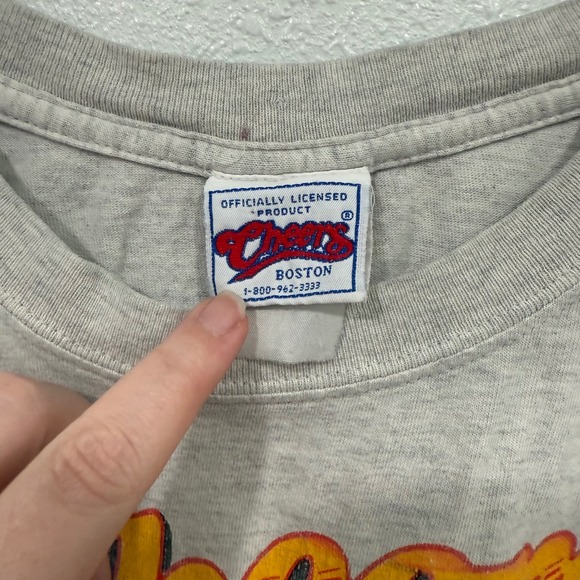 OFFICIALLY LICENSED
PRODUCT
®
Cheers
BOSTON
1-800-962-3333